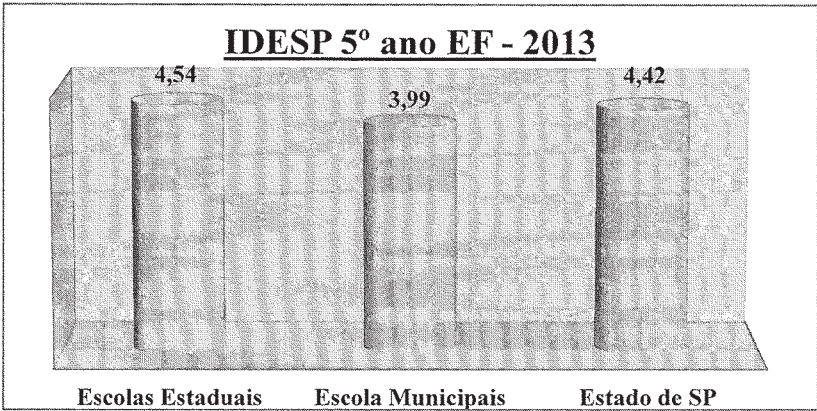 IDESP 5º ano EF - 2013
4,54
3,99
4,42
Escolas Estaduais
Escola Municipais
Estado de SP